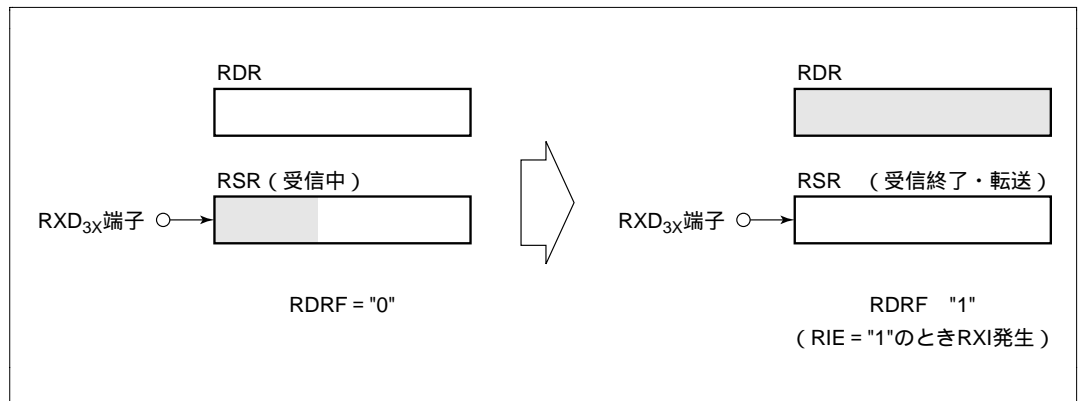 RDR
RSR（受信中）
RXD3X端子
RDRF = "0"
RDR
RSR （受信終了・転送）
RXD3X端子
RDRF "1"
（RIE = "1"のときRXI発生）